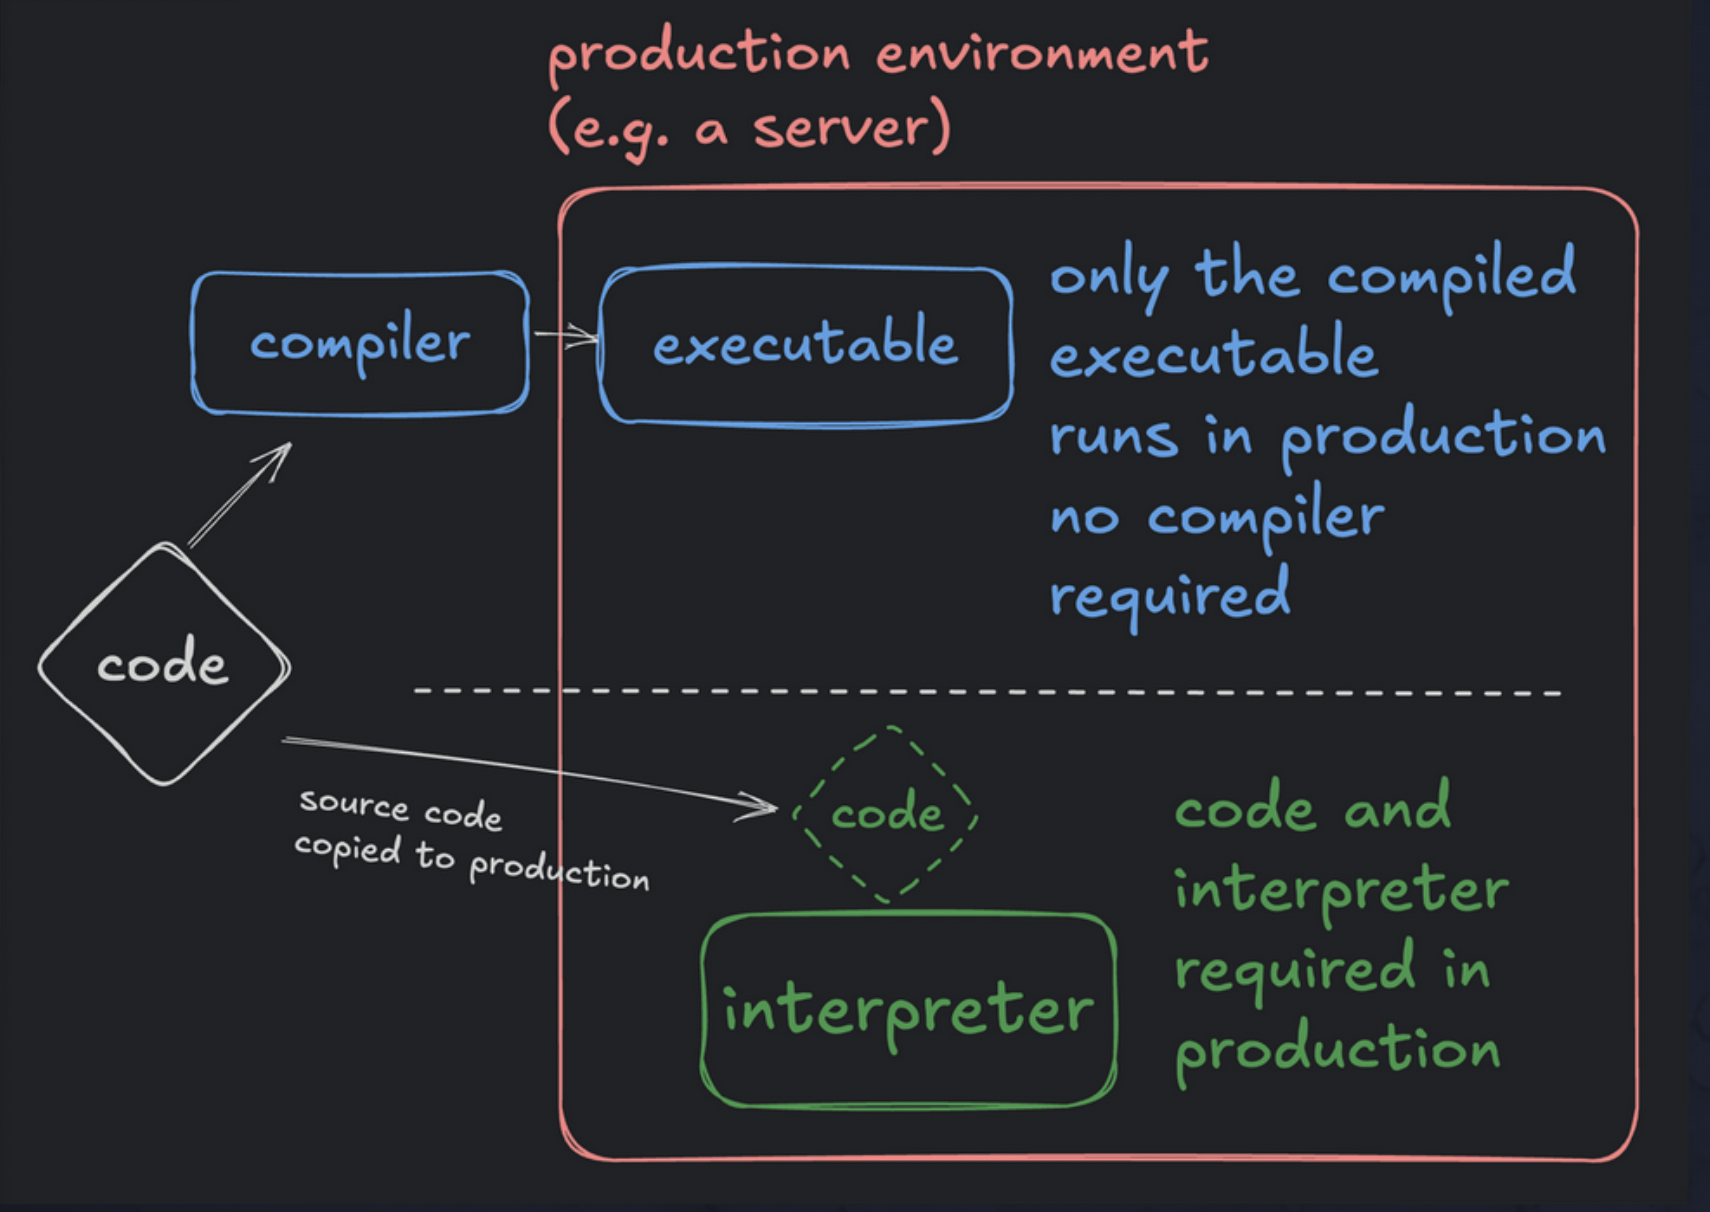 production environment
(e.g. a server)
compiler
executable
only the compiled
executable
runs in production
no compiler
required
code
source code
copied to production
code
interpreter
code and
interpreter
required in
production